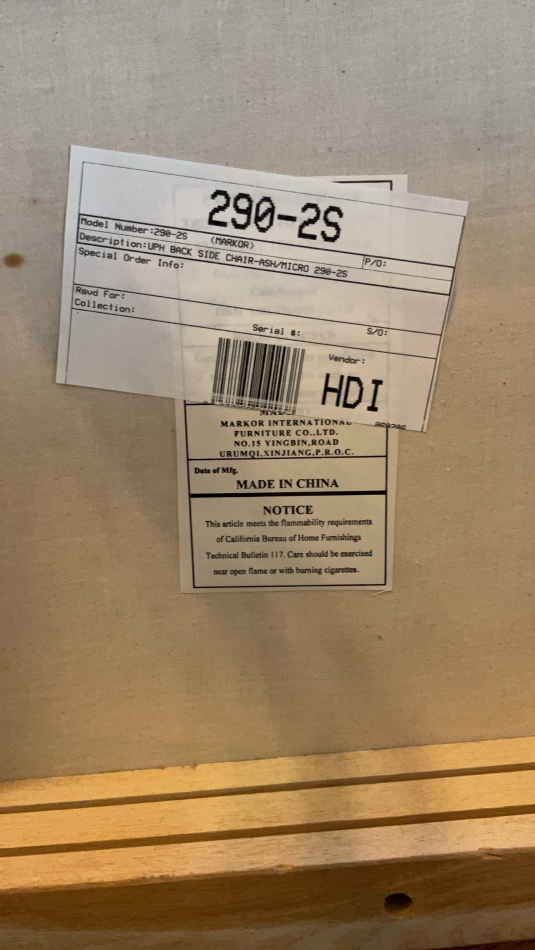 290-2S
Model Number:290-2S (MARKOR)
Description:UPH BACK SIDE CHAIR-ASH/MICRO 290-2S
P/O:
Special Order Info:
Rsvd For:
Collection:
Serial #:
S/O:
Vendor:
HDI
MARKOR INTERNATIONAL
FURNITURE CO.,LTD.
NO.15 YINGBIN,ROAD
URUMQI.XINJIANG,P.R.O.C.
Date of Mfg.
MADE IN CHINA
NOTICE
This article meets the flammability requirements
of California Bureau of Home Furnishings
Technical Bulletin 117. Care should be exercised
near open flame or with burning cigarettes.